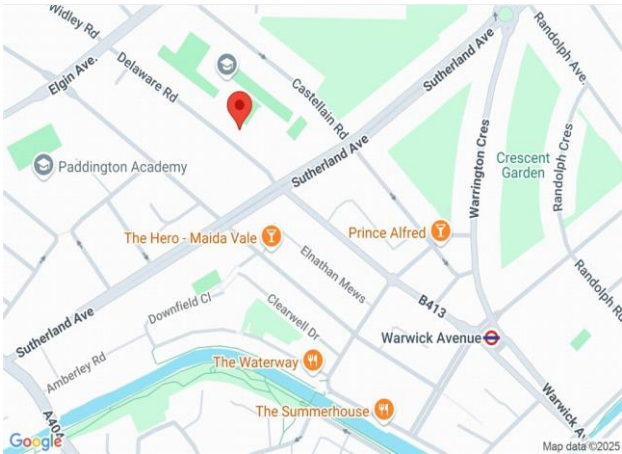 Widley Rd
Elgin Ave.
Delaware Rd
Castellain Rd
Sutherland Ave
Randolph Ave.
Paddington Academy
Sutherland Ave
Warrington Cres
Crescent
Garden
Randolph Cres
The Hero - Maida Vale
Prince Alfred
Elnathan Mews
Randolph Rd
B413
Downfield Cl
Clearwell Dr
Warwick Avenue
Sutherland Ave
Amberley Rd
The Waterway
Warwick Av
The Summerhouse
A404
Google
Map data ©2025